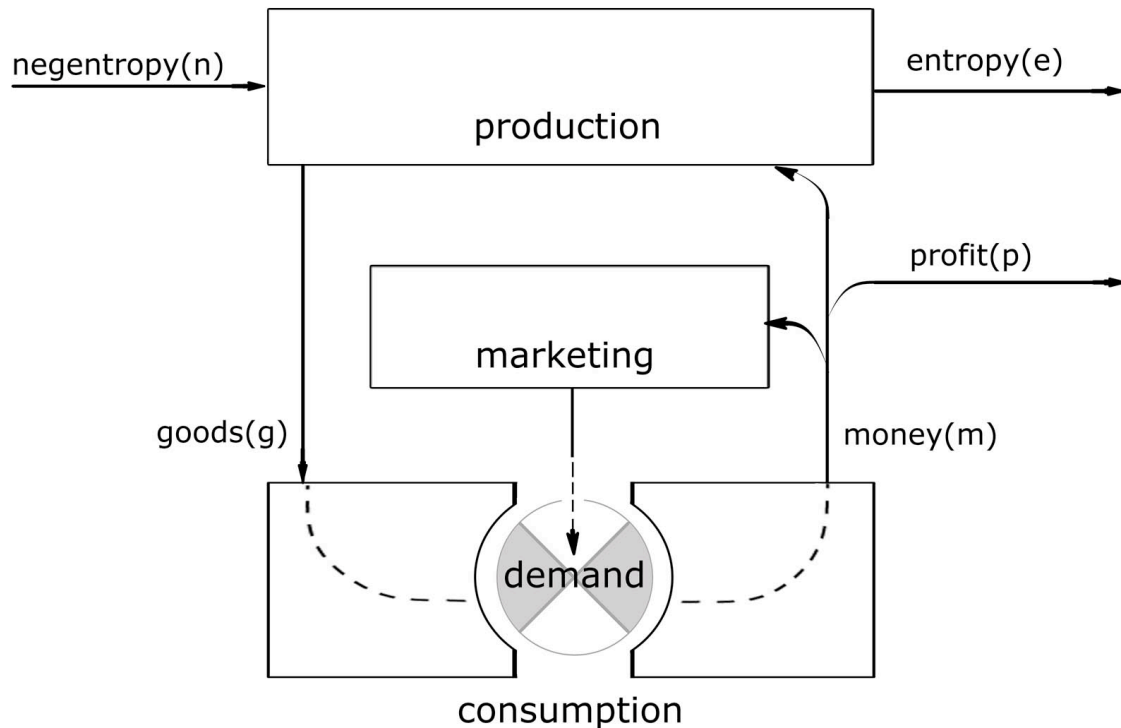 negentropy(n)
entropy(e)
production
profit(p)
marketing
goods(g)
money(m)
demand
consumption